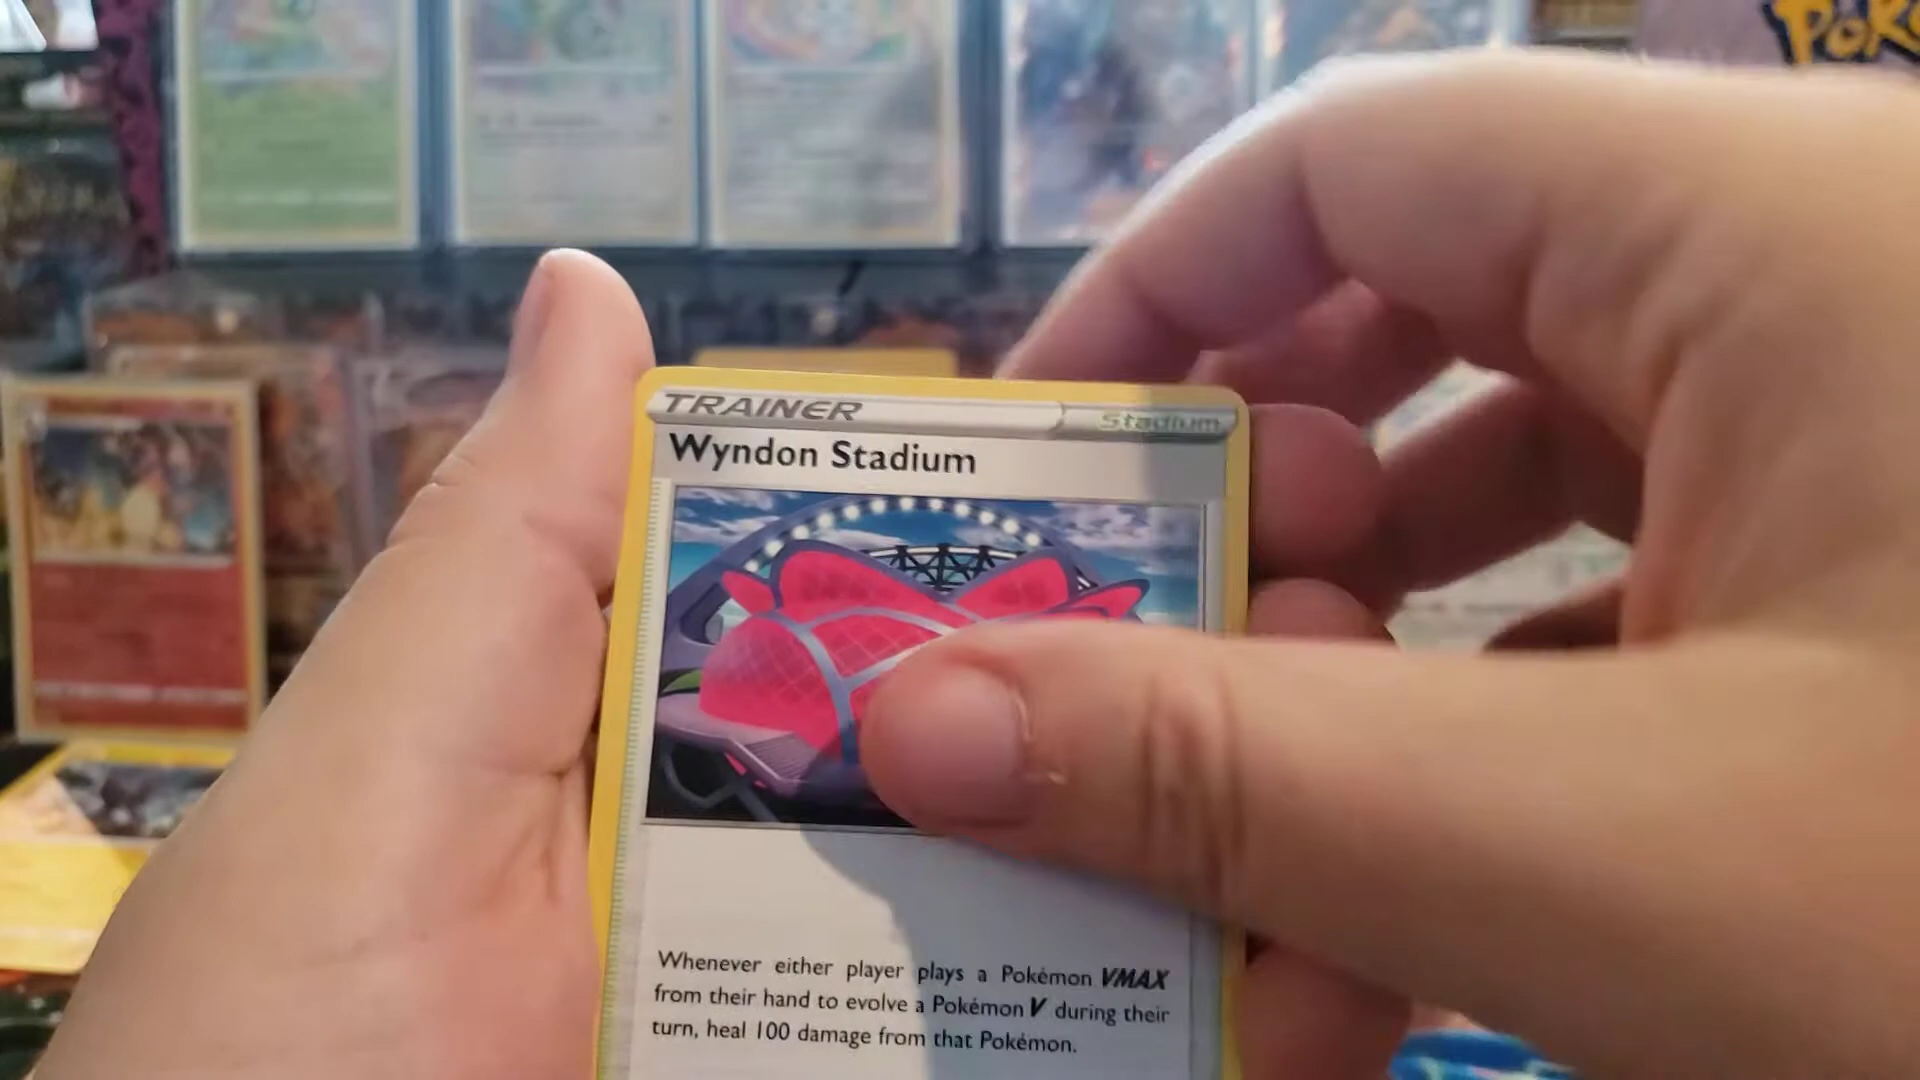 TRAINER Stadium
Wyndon Stadium
Whenever either player plays a Pokémon VMAX
from their hand to evolve a Pokémon V during their
turn, heal 100 damage from that Pokémon.